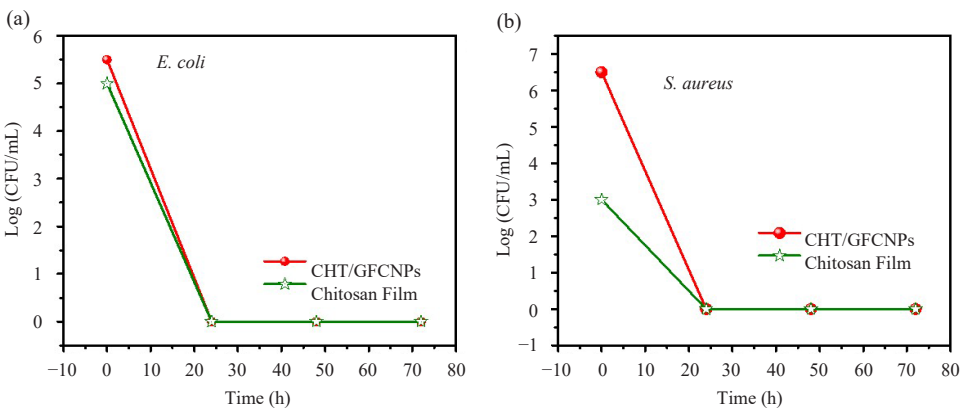 (a)
6
5
4
3
2
1
0
Log (CFU/mL)
E. coli
CHT/GFCNPs
Chitosan Film
−10 0 10 20 30 40 50 60 70 80
Time (h)
(b)
7
6
5
4
3
2
1
0
−1
Log (CFU/mL)
S. aureus
CHT/GFCNPs
Chitosan Film
−10 0 10 20 30 40 50 60 70 80
Time (h)